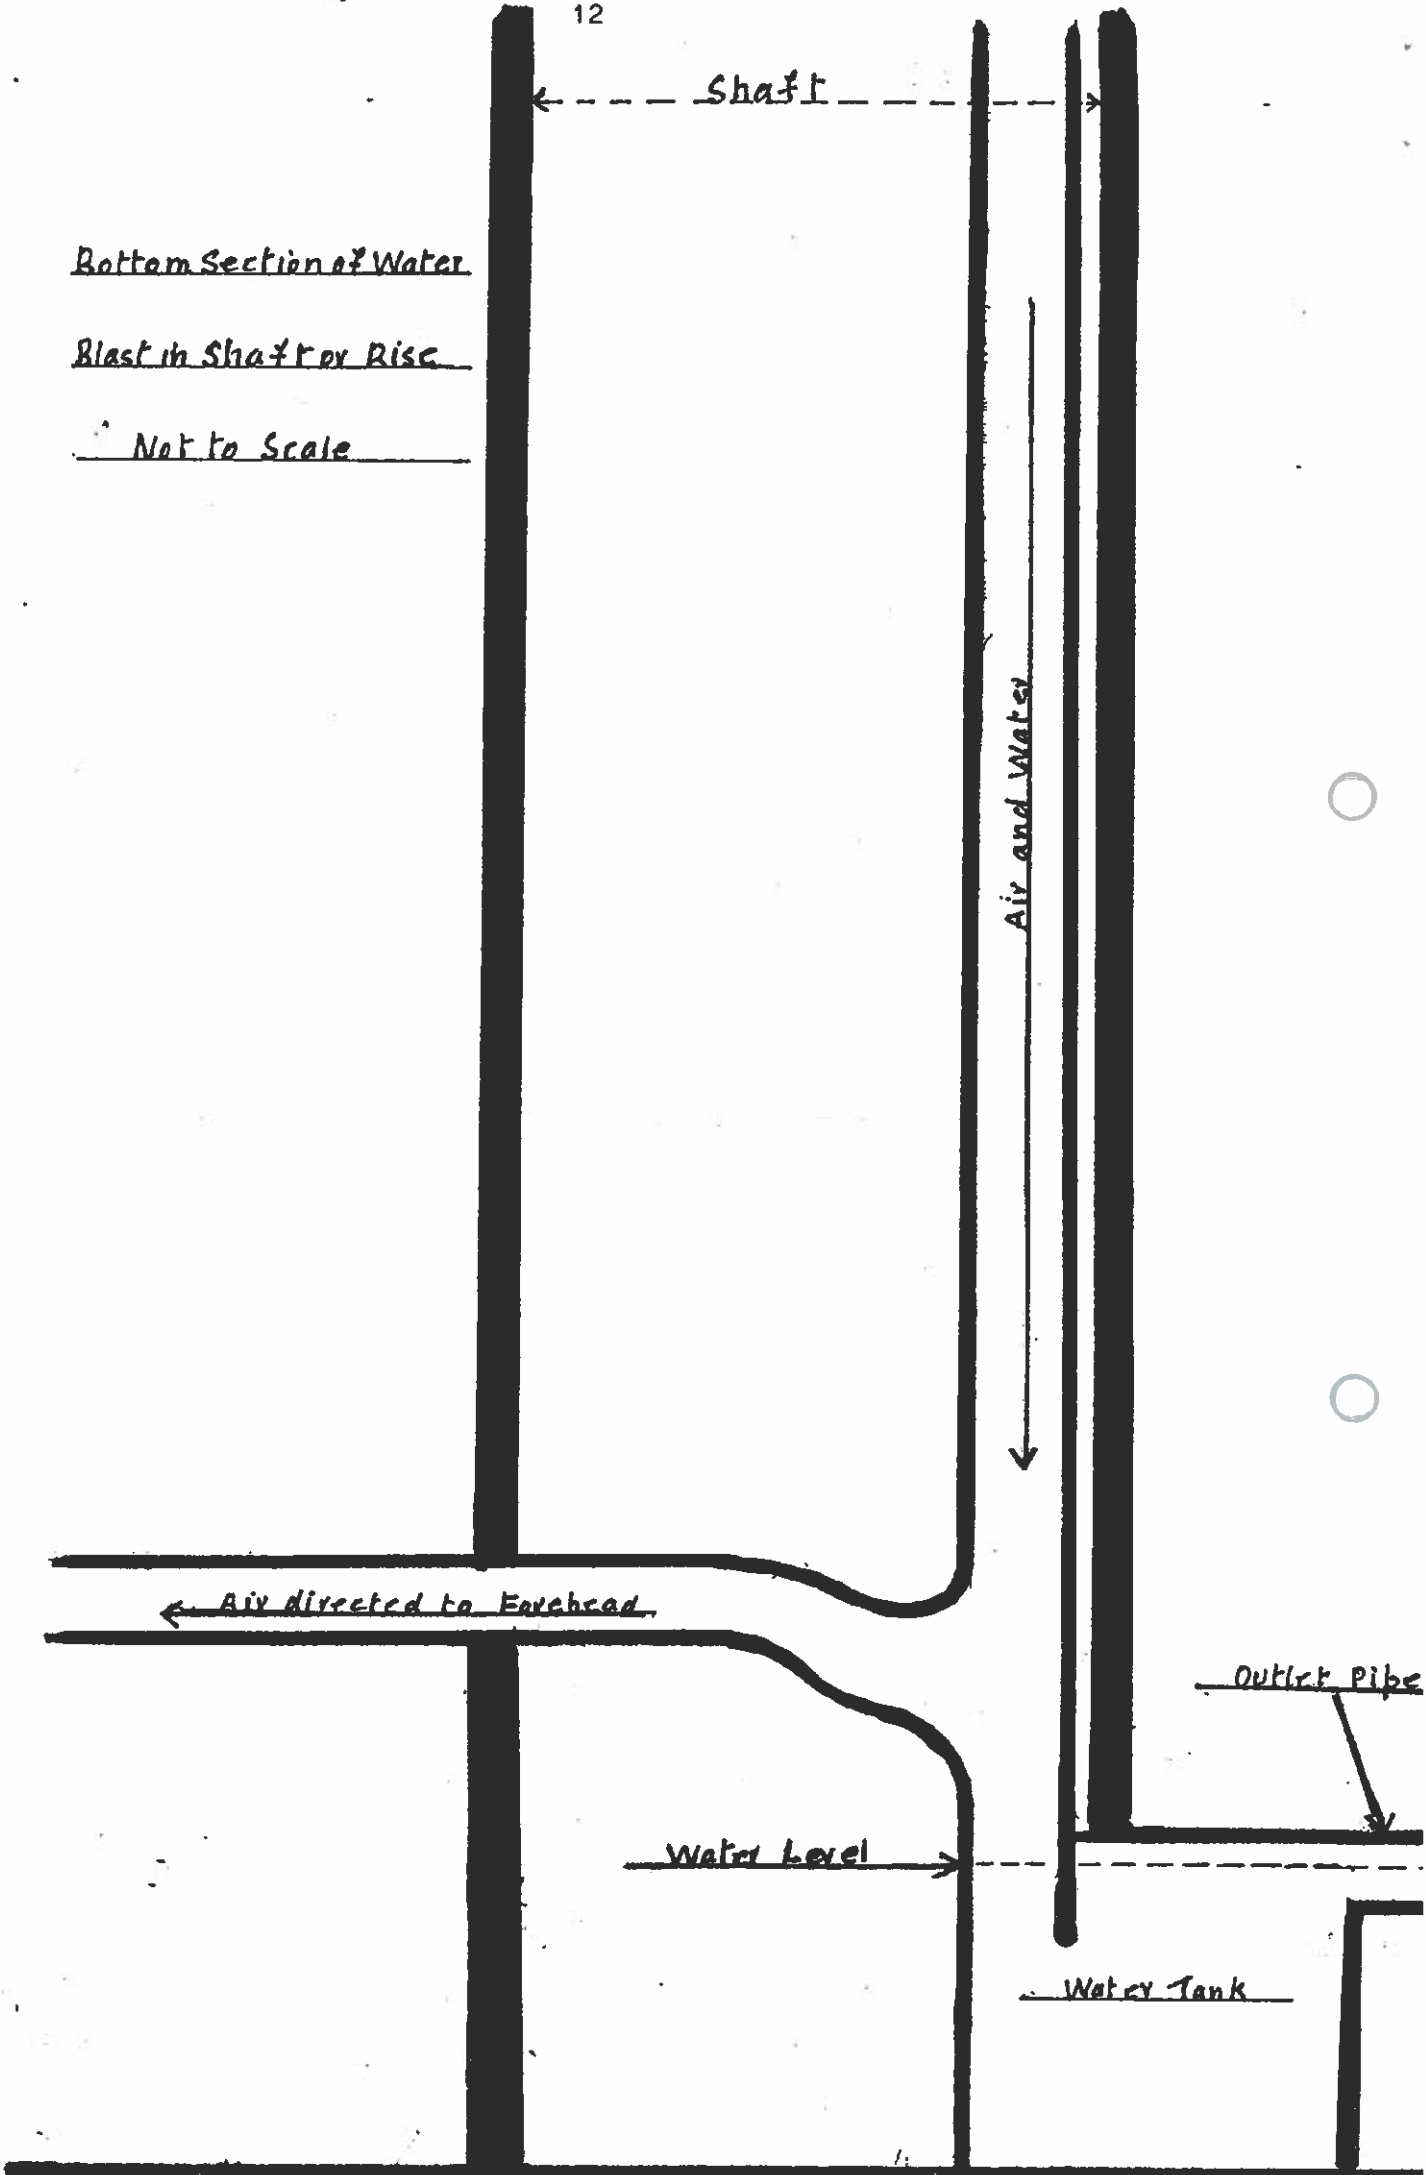 12
Shaft
Bottom Section of Water
Blast in Shaft or Rise
Not to Scale
Air and Water
Air directed to Forehead
Outlet Pipe
Water Level
Water Tank